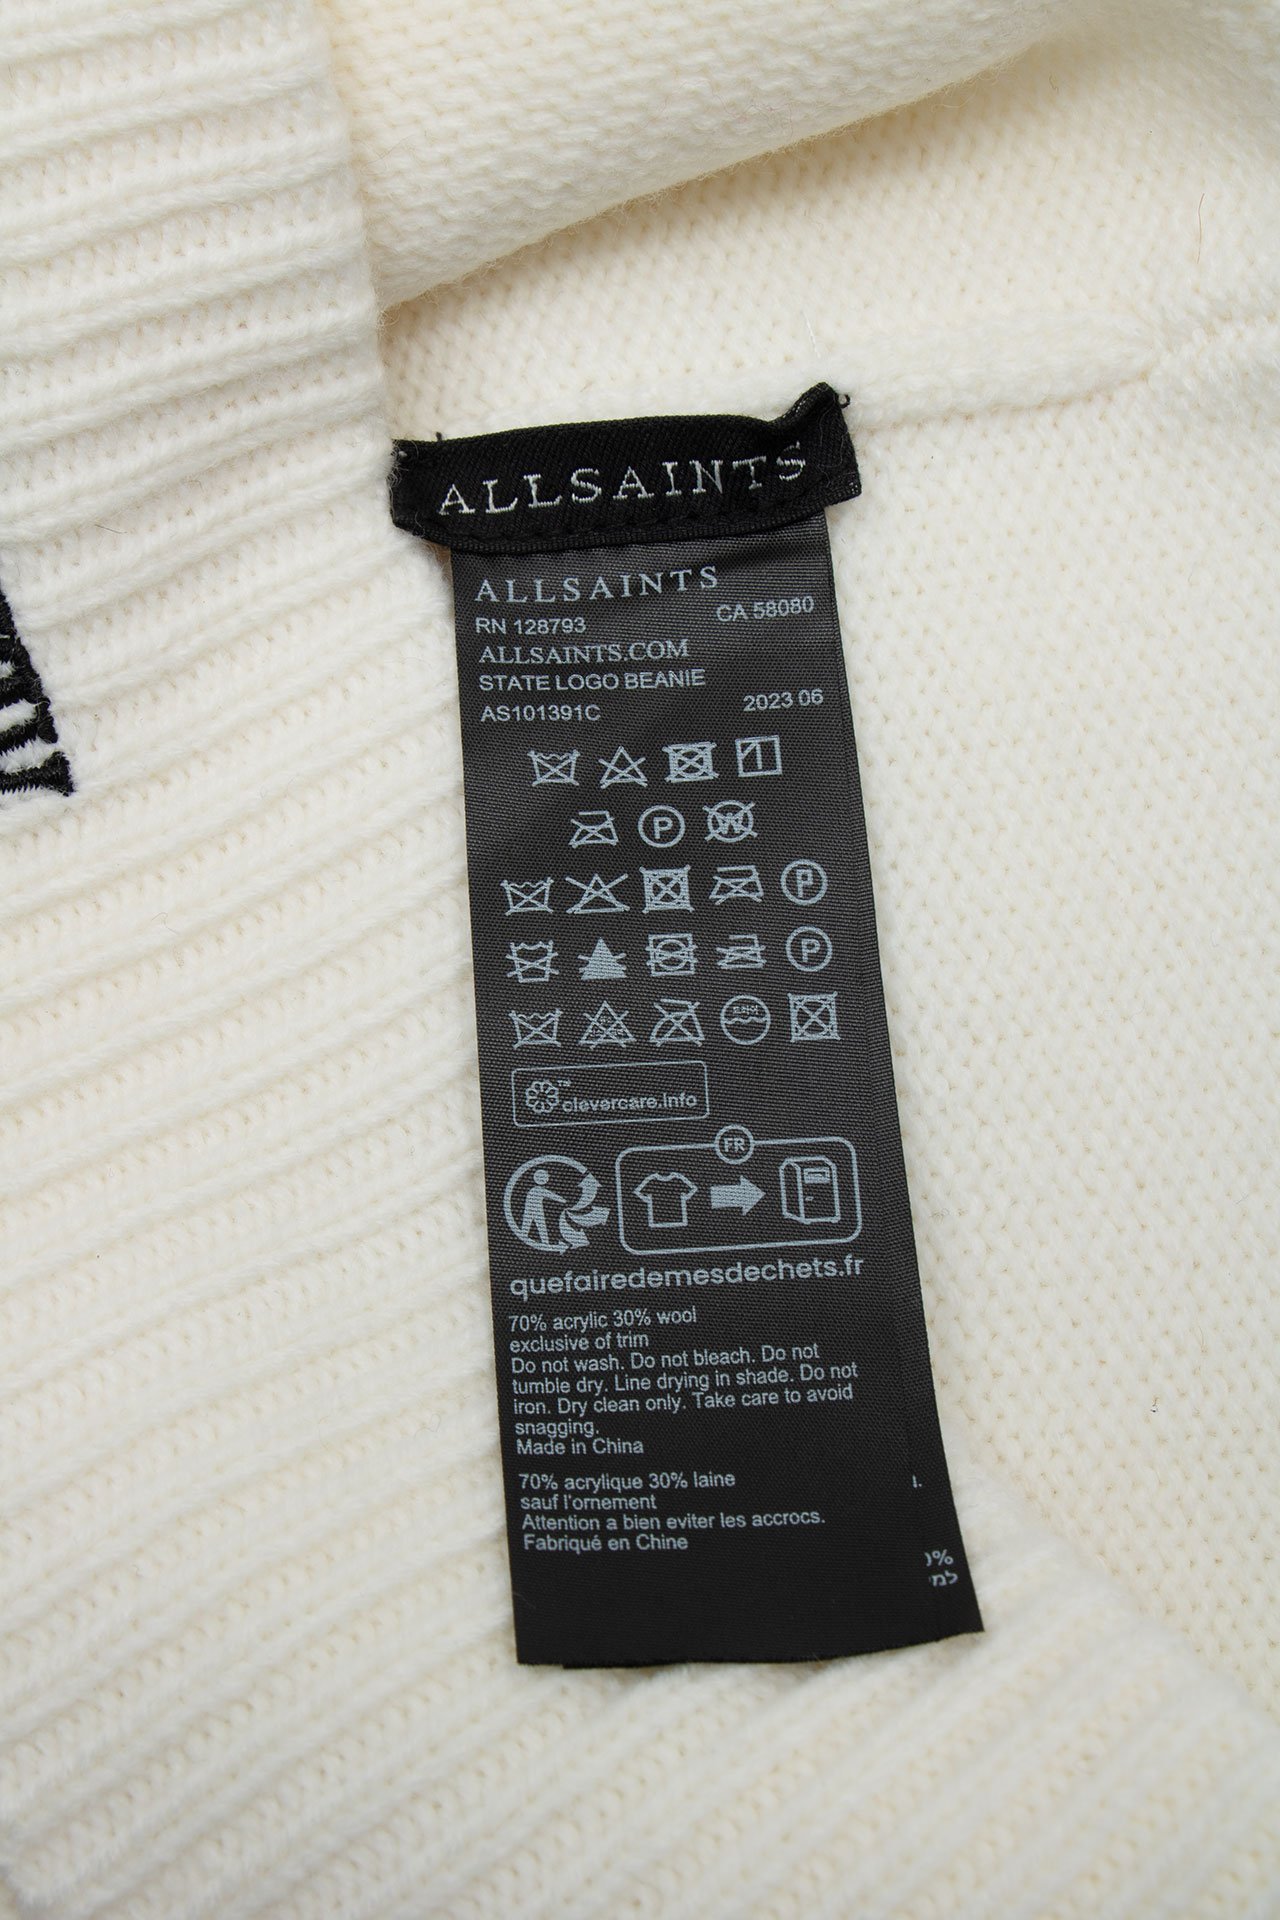 ALLSAINTS
ALLSAINTS
RN 128793 CA 58080
ALLSAINTS.COM
STATE LOGO BEANIE
AS101391C 2023 06
P W
P
P
™ clevercare.info
FR
quefairedemesdechets.fr
70% acrylic 30% wool
exclusive of trim
Do not wash. Do not bleach. Do not
tumble dry. Line drying in shade. Do not
iron. Dry clean only. Take care to avoid
snagging.
Made in China
70% acrylique 30% laine
sauf l'ornement
Attention a bien eviter les accrocs.
Fabriqué en Chine